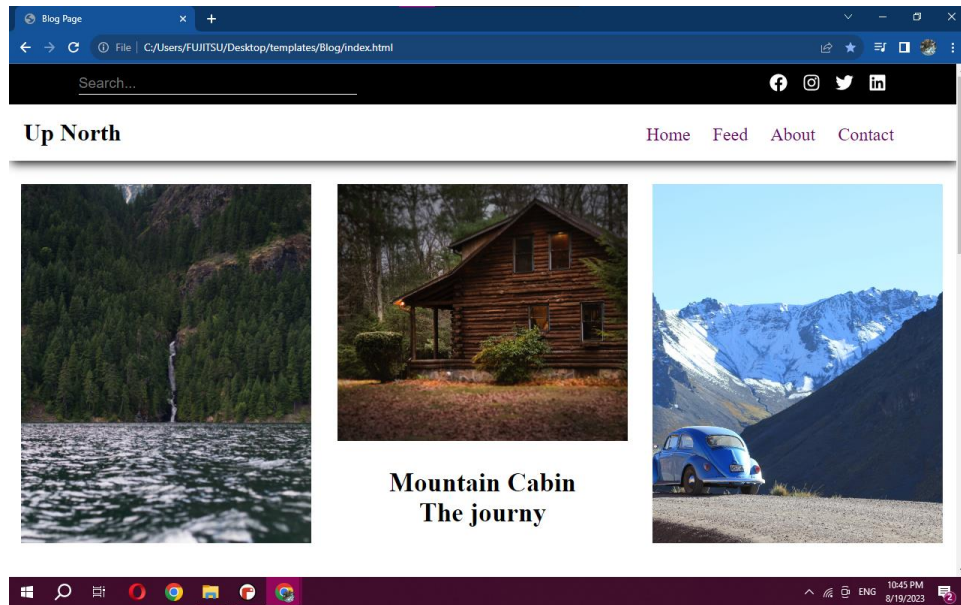 Blog Page
File | C:/Users/FUJITSU/Desktop/templates/Blog/index.html
Search...
Up North
Home Feed About Contact
Mountain Cabin
The journy
ENG
10:45 PM
8/19/2023
2